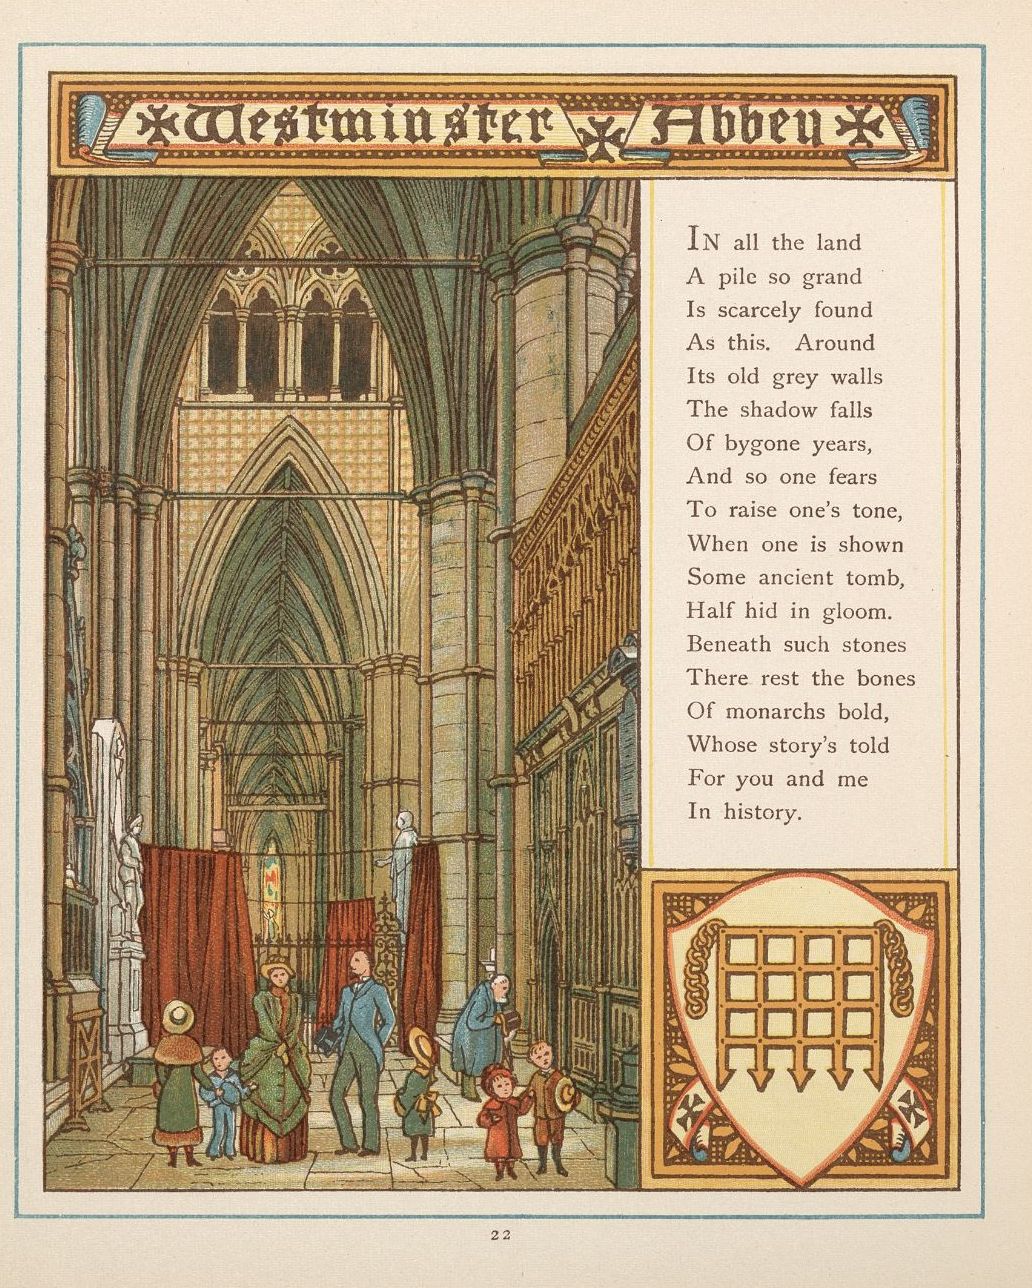 Westminster Abbey
IN all the land
A pile so grand
Is scarcely found
As this. Around
Its old grey walls
The shadow falls
Of bygone years,
And so one fears
To raise one's tone,
When one is shown
Some ancient tomb,
Half hid in gloom.
Beneath such stones
There rest the bones
Of monarchs bold,
Whose story's told
For you and me
In history.
22